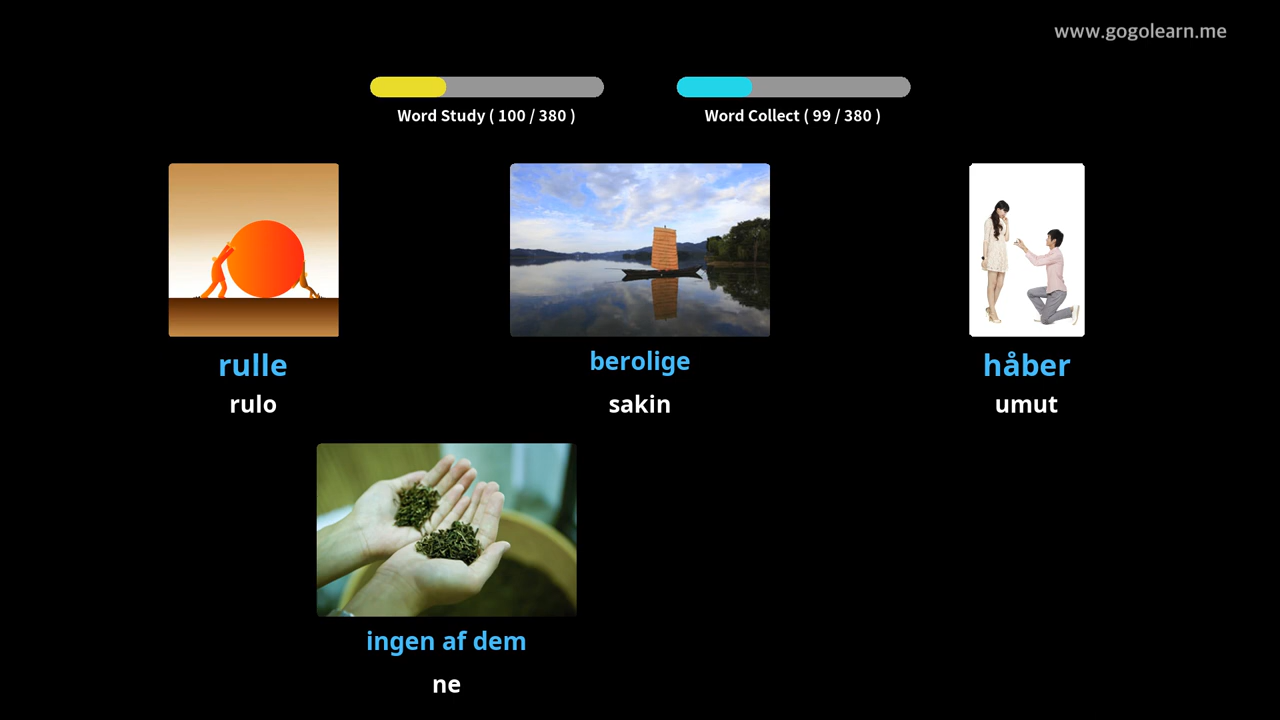 www.gogolearn.me
Word Study ( 100 / 380 )
Word Collect ( 99 / 380 )
rulle
rulo
berolige
sakin
håber
umut
ingen af dem
ne